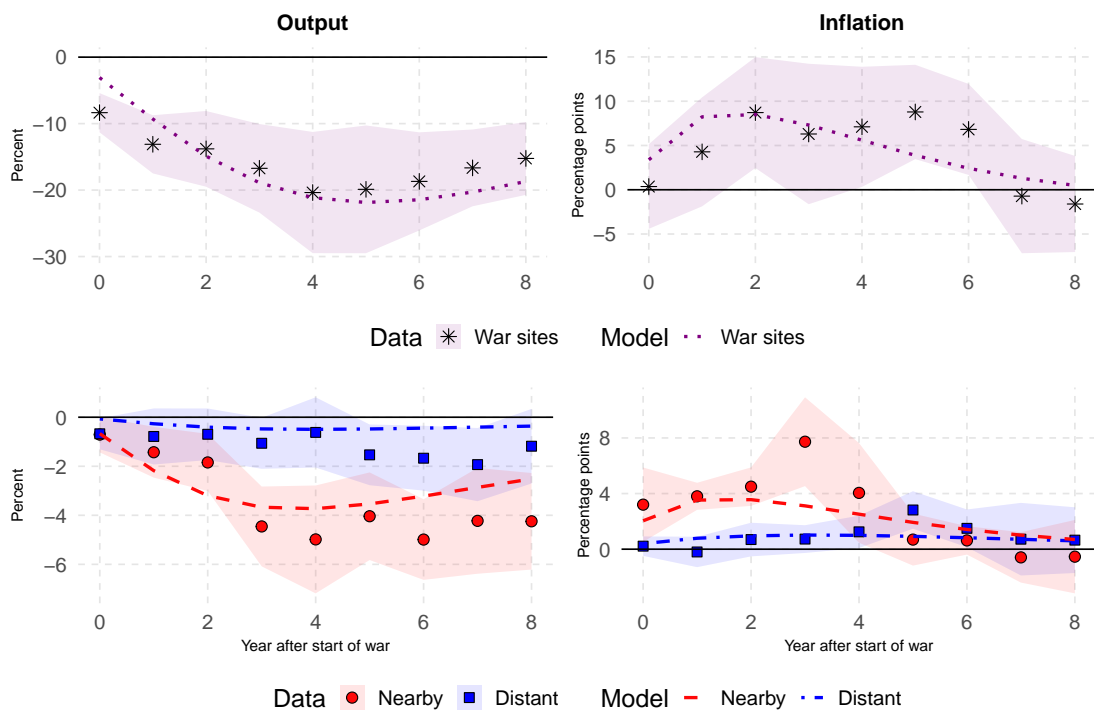 Output
Inflation
Percent
0
−10
−20
−30
0 2 4 6 8
Percentage points
15
10
5
0
−5
0 2 4 6 8
Data War sites Model War sites
Percent
0
−2
−4
−6
0 2 4 6 8
Year after start of war
Percentage points
8
4
0
0 2 4 6 8
Year after start of war
Data Nearby Distant Model Nearby Distant